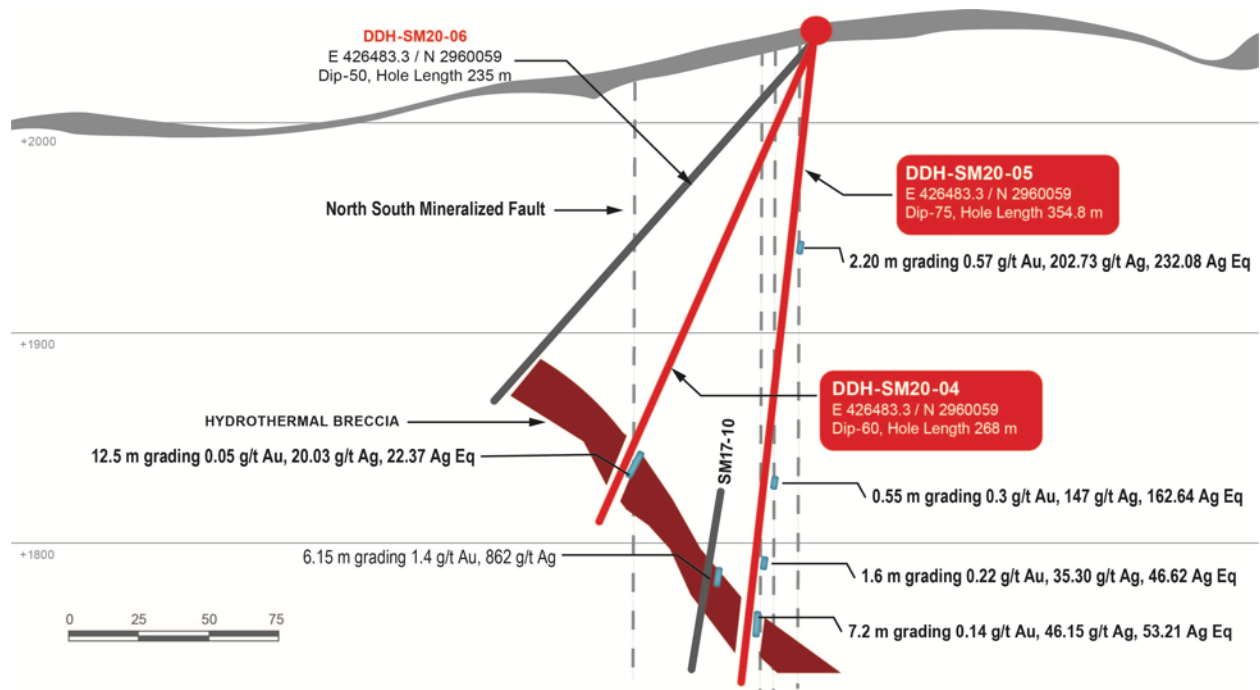 DDH-SM20-06
E 426483.3 / N 2960059
Dip-50, Hole Length 235 m
+2000
DDH-SM20-05
E 426483.3 / N 2960059
Dip-75, Hole Length 354.8 m
North South Mineralized Fault
2.20 m grading 0.57 g/t Au, 202.73 g/t Ag, 232.08 Ag Eq
+1900
DDH-SM20-04
E 426483.3 / N 2960059
Dip-60, Hole Length 268 m
HYDROTHERMAL BRECCIA
12.5 m grading 0.05 g/t Au, 20.03 g/t Ag, 22.37 Ag Eq
SM17-10
0.55 m grading 0.3 g/t Au, 147 g/t Ag, 162.64 Ag Eq
+1800
6.15 m grading 1.4 g/t Au, 862 g/t Ag
1.6 m grading 0.22 g/t Au, 35.30 g/t Ag, 46.62 Ag Eq
0 25 50 75
7.2 m grading 0.14 g/t Au, 46.15 g/t Ag, 53.21 Ag Eq